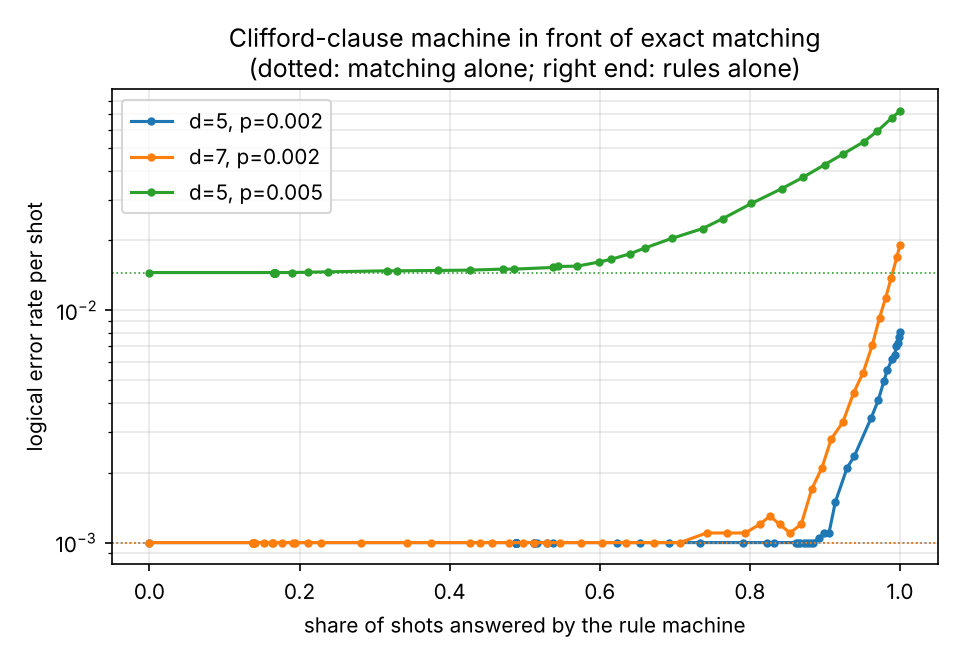 Clifford-clause machine in front of exact matching
(dotted: matching alone; right end: rules alone)
d=5, p=0.002
d=7, p=0.002
d=5, p=0.005
logical error rate per shot
10⁻²
10⁻³
0.0 0.2 0.4 0.6 0.8 1.0
share of shots answered by the rule machine